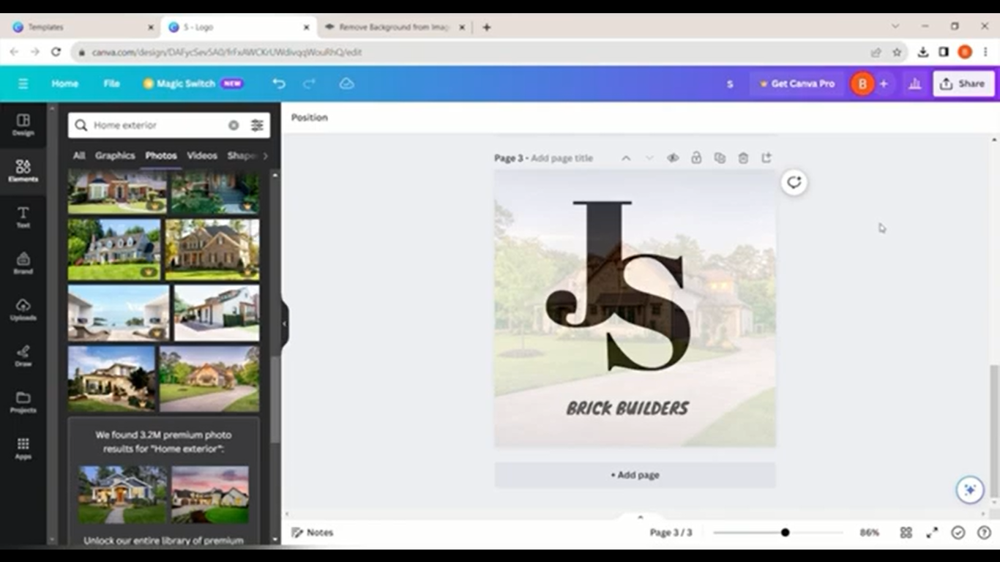 Templates
S - Logo
Remove Background from Imag
canva.com/design/DAFycSev5A0/frFxAWCKrUWdivqqWouRhQ/edit
B
Home
File
Magic Switch NEW
S
Get Canva Pro
B
+
Share
Design
Elements
Text
Brand
Uploads
Draw
Projects
Apps
Home exterior
All Graphics Photos Videos Shape
We found 3.2M premium photo
results for "Home exterior":
Unlock our entire library of premium
Position
Page 3 - Add page title
JS
BRICK BUILDERS
+ Add page
Notes
Page 3 / 3
86%